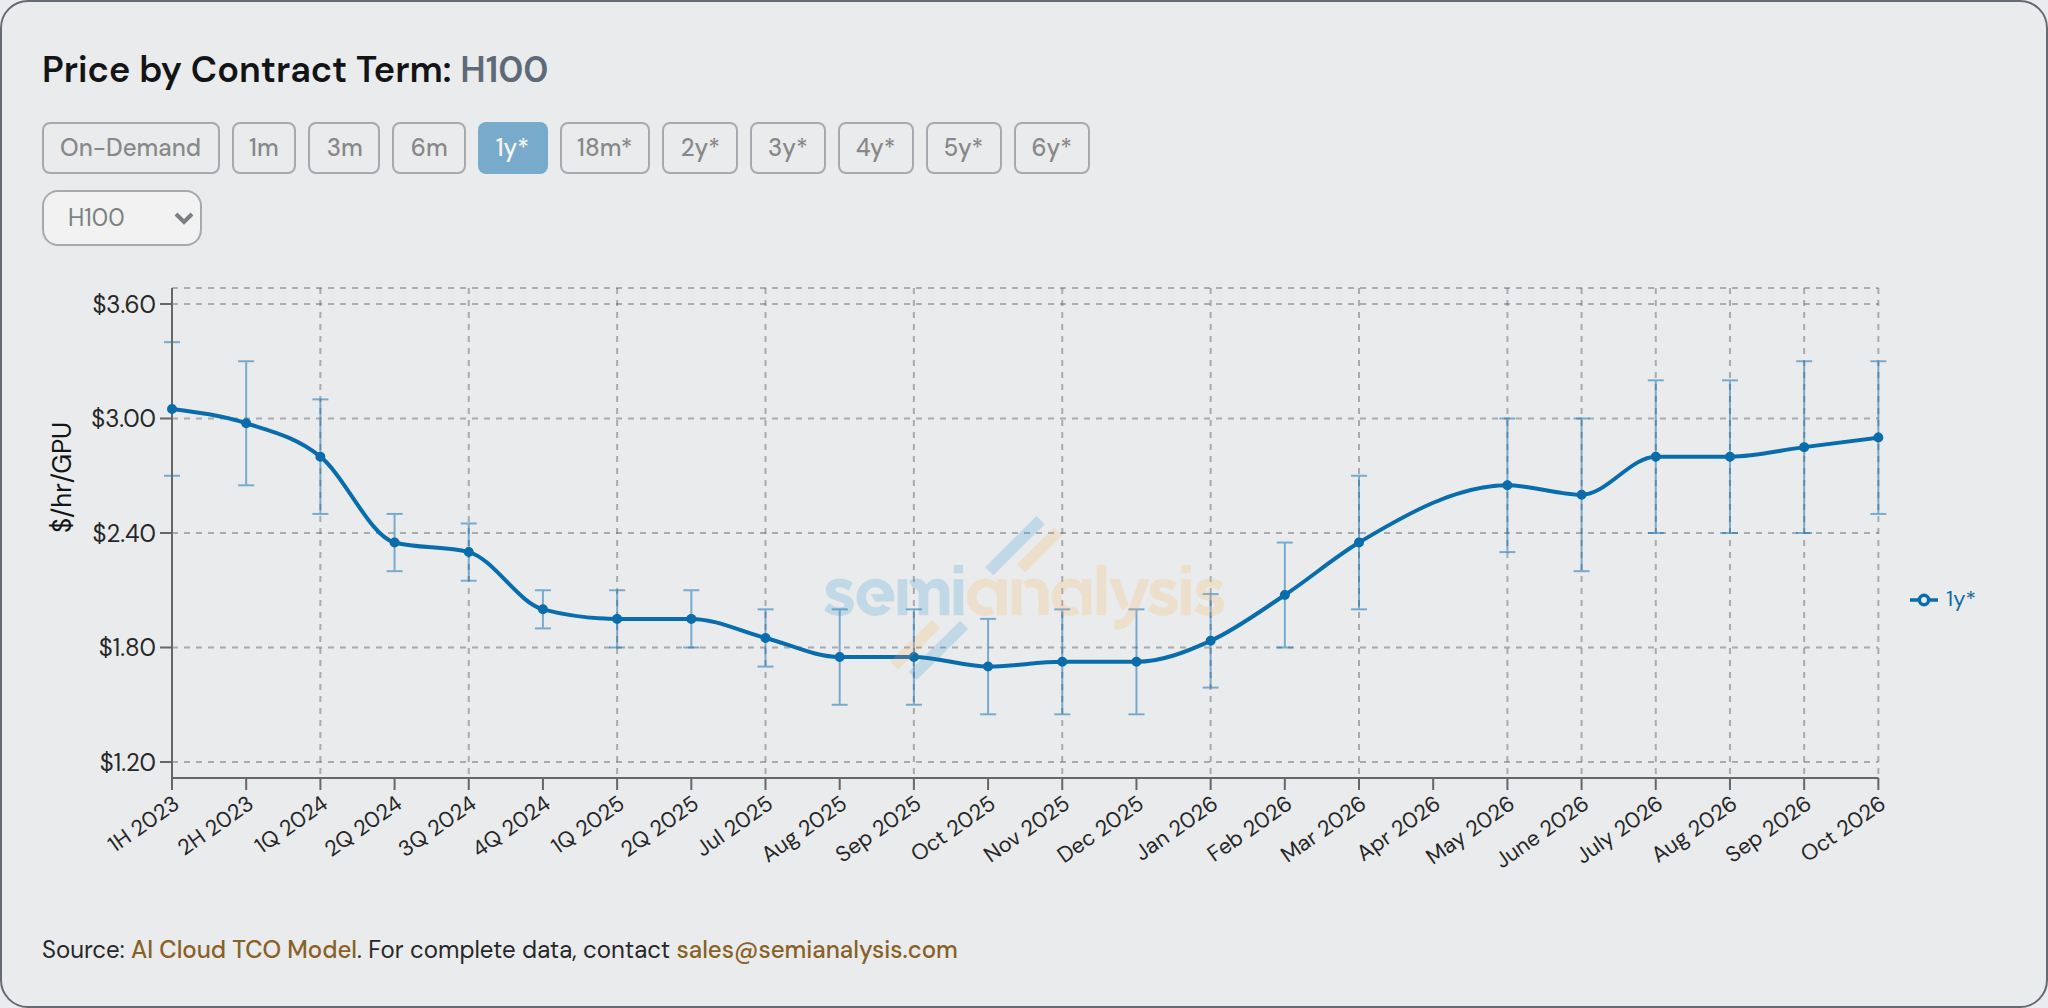 Price by Contract Term: H100
On-Demand 1m 3m 6m 1y* 18m* 2y* 3y* 4y* 5y* 6y*
H100
$/hr/GPU
$3.60
$3.00
$2.40
$1.80
$1.20
semianalysis
1y*
1H 2023 2H 2023 1Q 2024 2Q 2024 3Q 2024 4Q 2024 1Q 2025 2Q 2025 Jul 2025 Aug 2025 Sep 2025 Oct 2025 Nov 2025 Dec 2025 Jan 2026 Feb 2026 Mar 2026 Apr 2026 May 2026 June 2026 July 2026 Aug 2026 Sep 2026 Oct 2026
Source: AI Cloud TCO Model. For complete data, contact sales@semianalysis.com